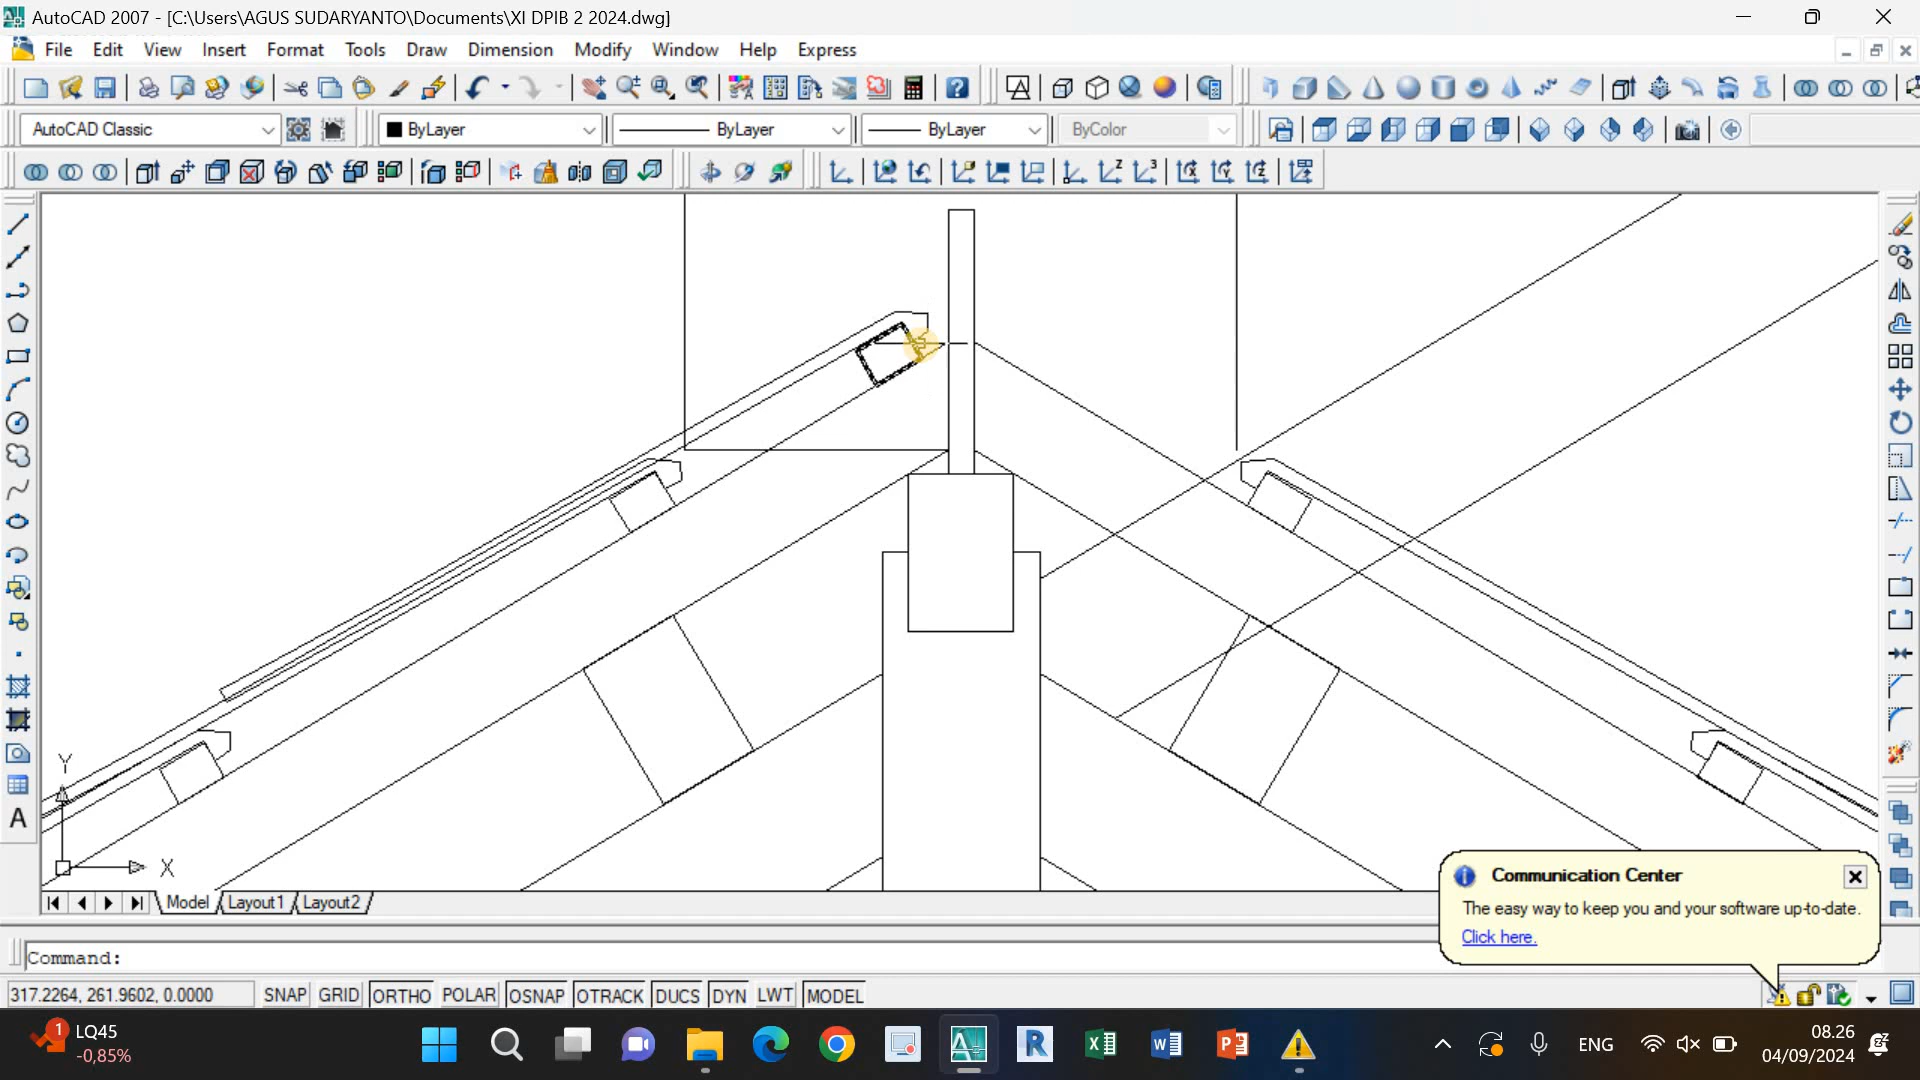 AutoCAD 2007 - [C:\Users\AGUS SUDARYANTO\Documents\XI DPIB 2 2024.dwg]
File Edit View Insert Format Tools Draw Dimension Modify Window Help Express
AutoCAD Classic ByLayer ByLayer ByLayer ByColor
Y
X
Model Layout1 Layout2
Communication Center
The easy way to keep you and your software up-to-date.
Click here.
Command:
317.2264, 261.9602, 0.0000 SNAP GRID ORTHO POLAR OSNAP OTRACK DUCS DYN LWT MODEL
1 LQ45
-0,85%
ENG
08.26
04/09/2024